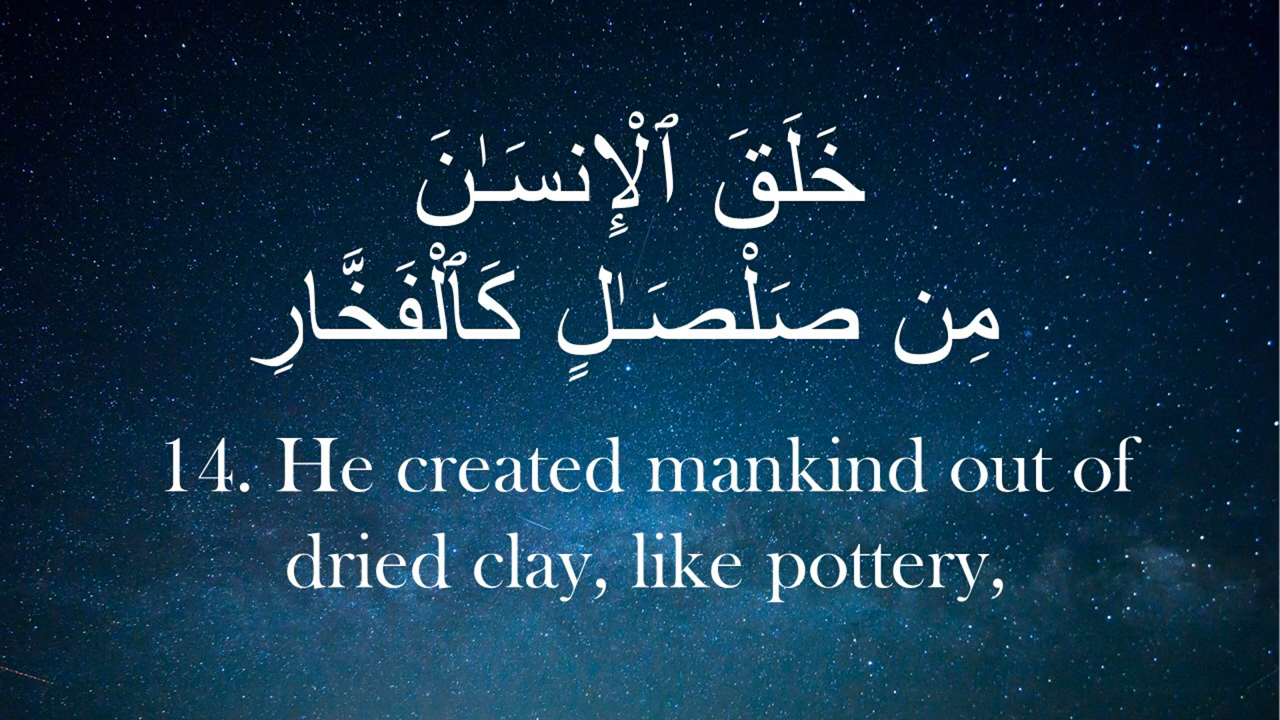 خَلَقَ ٱلْإِنسَـٰنَ
مِن صَلْصَـٰلٍ كَٱلْفَخَّارِ
14. He created mankind out of
dried clay, like pottery,